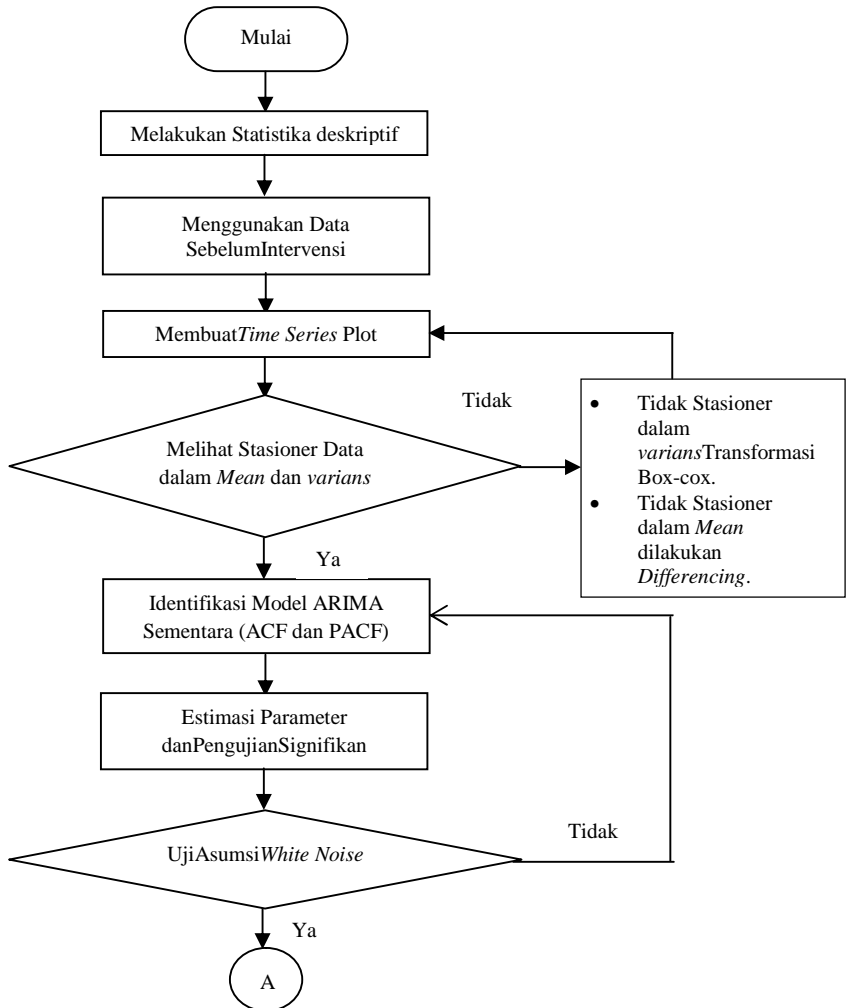 Mulai
Melakukan Statistika deskriptif
Menggunakan Data
SebelumIntervensi
MembuatTime Series Plot
Tidak
Melihat Stasioner Data
dalam Mean dan varians
• Tidak Stasioner
dalam
variansTransformasi
Box-cox.
• Tidak Stasioner
dalam Mean
dilakukan
Differencing.
Ya
Identifikasi Model ARIMA
Sementara (ACF dan PACF)
Estimasi Parameter
danPengujianSignifikan
Tidak
UjiAsumsiWhite Noise
Ya
A